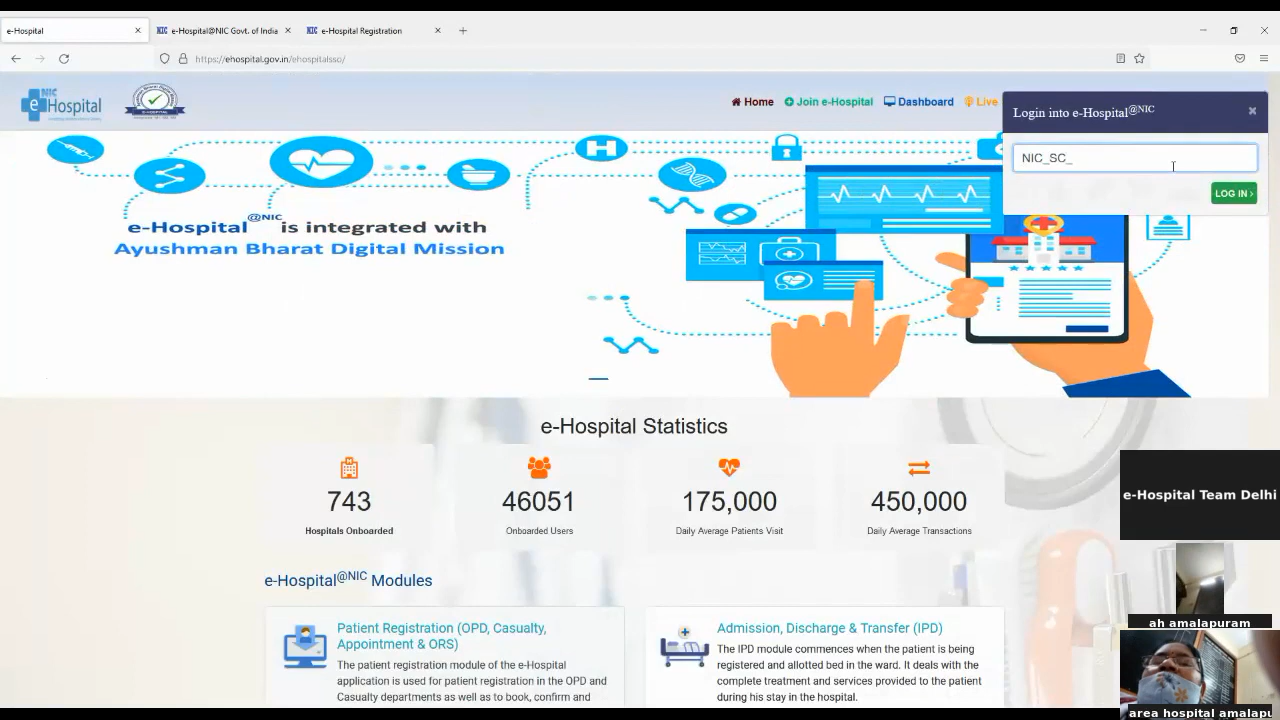 e-Hospital
NIC e-Hospital@NIC Govt. of India
NIC e-Hospital Registration
https://ehospital.gov.in/ehospitalsso/
NIC
eHospital
Home
Join e-Hospital
Dashboard
Live
Login into e-Hospital@NIC
NIC_SC_
LOG IN
e-Hospital@NIC is integrated with
Ayushman Bharat Digital Mission
H
e-Hospital Statistics
743
Hospitals Onboarded
46051
Onboarded Users
175,000
Daily Average Patients Visit
450,000
Daily Average Transactions
e-Hospital@NIC Modules
Patient Registration (OPD, Casualty,
Appointment & ORS)
The patient registration module of the e-Hospital
application is used for patient registration in the OPD and
Casualty departments as well as to book, confirm and
Admission, Discharge & Transfer (IPD)
The IPD module commences when the patient is being
registered and allotted bed in the ward. It deals with the
complete treatment and services provided to the patient
during his stay in the hospital.
e-Hospital Team Delhi
ah amalapuram
area hospital amalapu